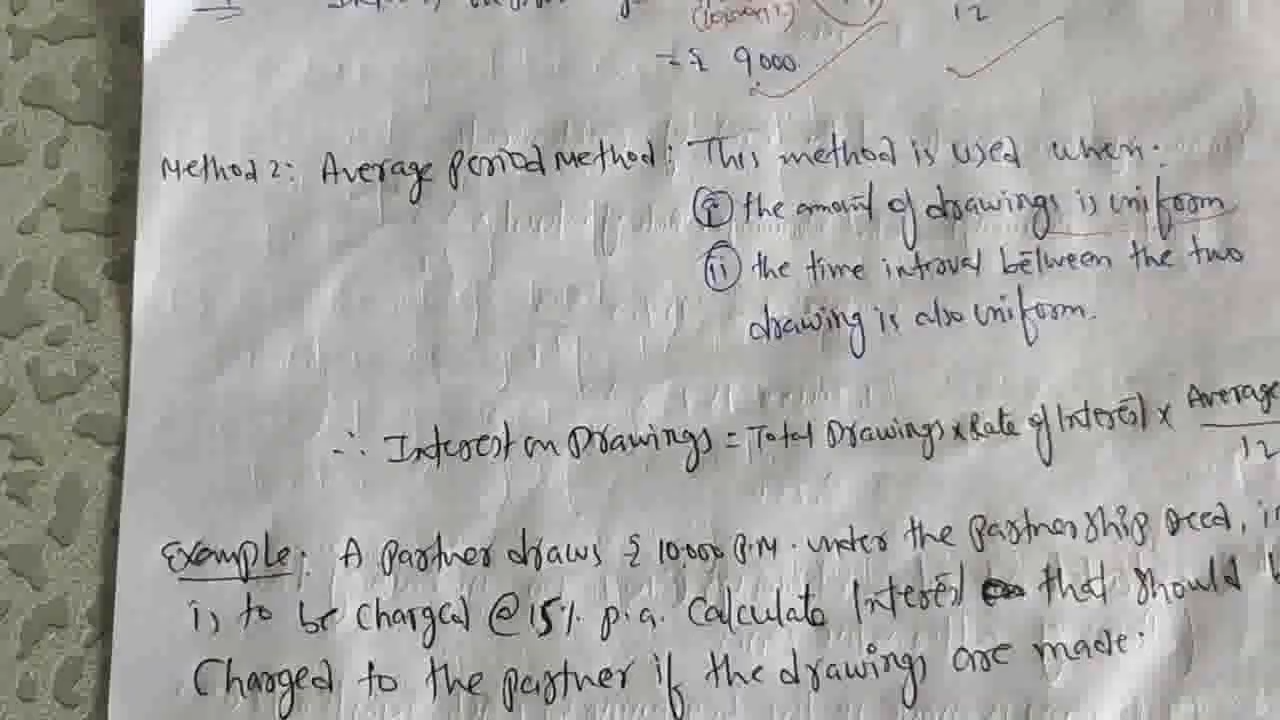 12
= ₹ 9000
Method 2: Average period Method: This method is used when:
(i) the amount of drawings is uniform
(ii) the time intraval between the two
drawing is also uniform.
∴ Interest on Drawings = Total Drawings x Rate of Interest x Average
12
Example: A partner draws ₹ 10,000 P.M. under the partnership Deed, in
is to be charged @ 15% p.a. Calculate Interest that should b
Charged to the partner if the drawings are made: